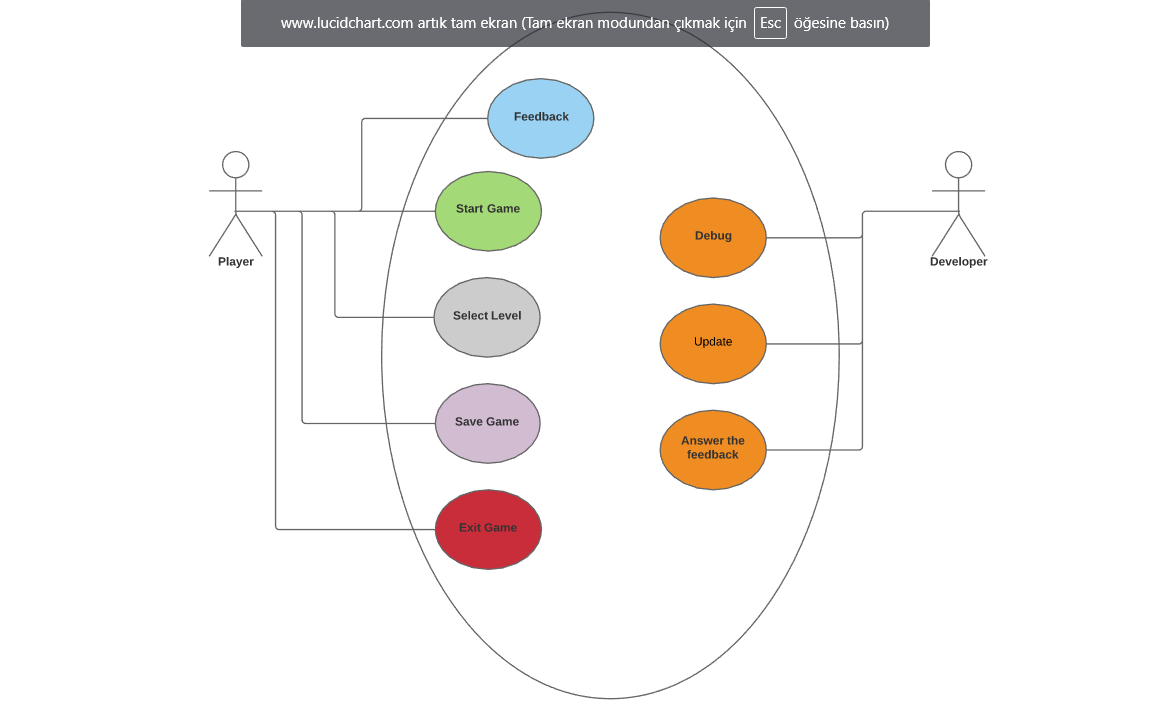 www.lucidchart.com artık tam ekran (Tam ekran modundan çıkmak için Esc öğesine basın)
Feedback
Start Game
Select Level
Save Game
Exit Game
Player
Debug
Update
Answer the
feedback
Developer